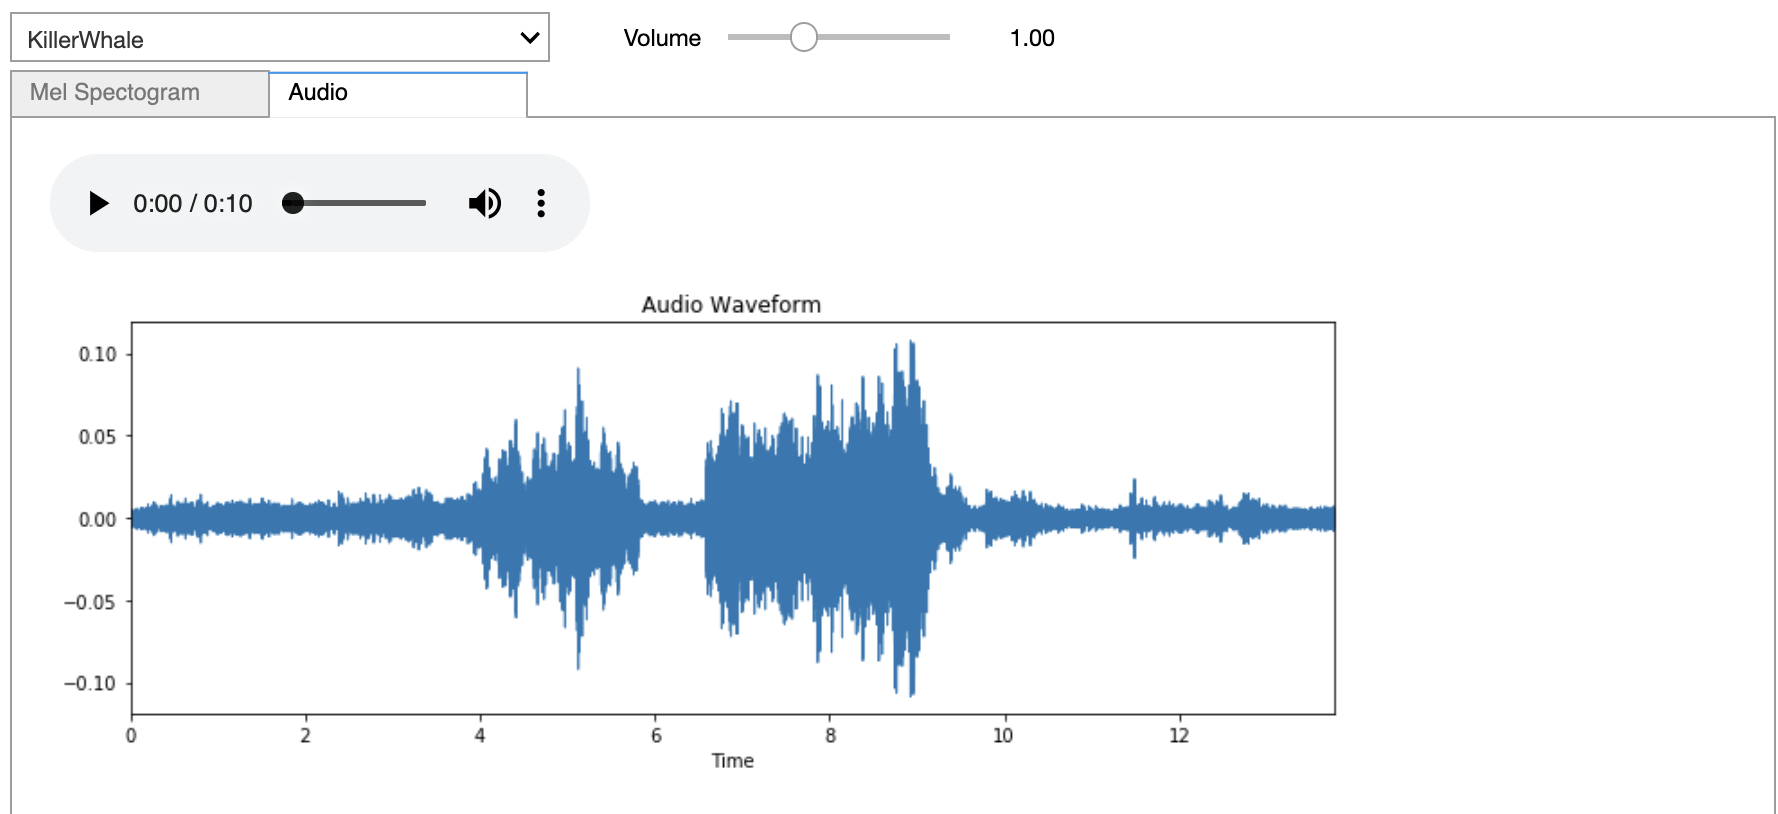 KillerWhale
Volume
1.00
Mel Spectogram
Audio
0:00 / 0:10
Audio Waveform
0.10
0.05
0.00
−0.05
−0.10
0 2 4 6 8 10 12
Time